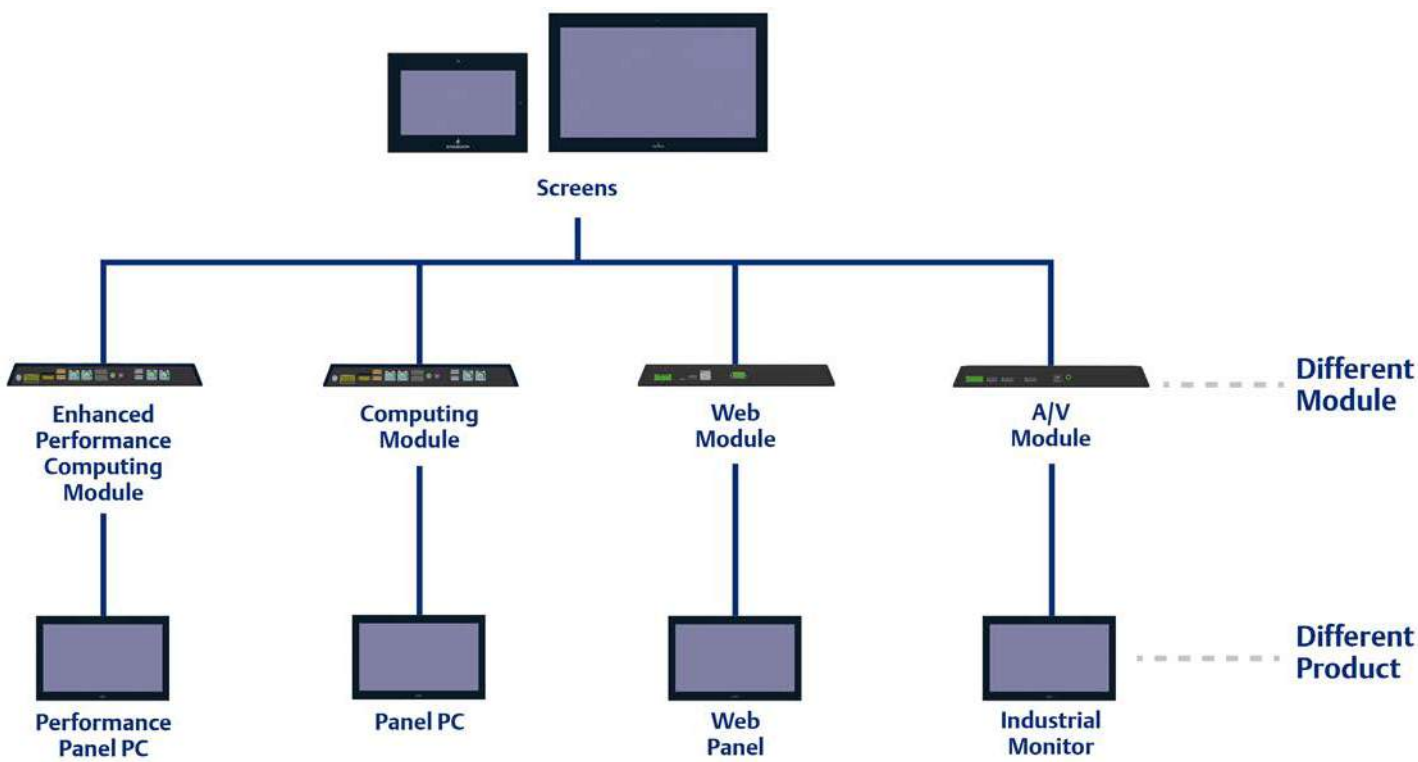 Screens
Different
Module
Enhanced
Performance
Computing
Module
Computing
Module
Web
Module
A/V
Module
Different
Product
Performance
Panel PC
Panel PC
Web
Panel
Industrial
Monitor